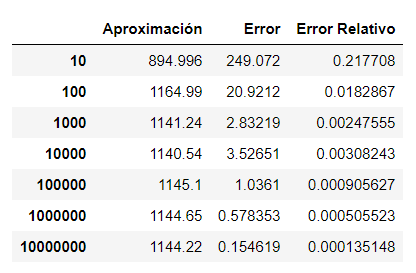 Aproximación Error Error Relativo
10 894.996 249.072 0.217708
100 1164.99 20.9212 0.0182867
1000 1141.24 2.83219 0.00247555
10000 1140.54 3.52651 0.00308243
100000 1145.1 1.0361 0.000905627
1000000 1144.65 0.578353 0.000505523
10000000 1144.22 0.154619 0.000135148